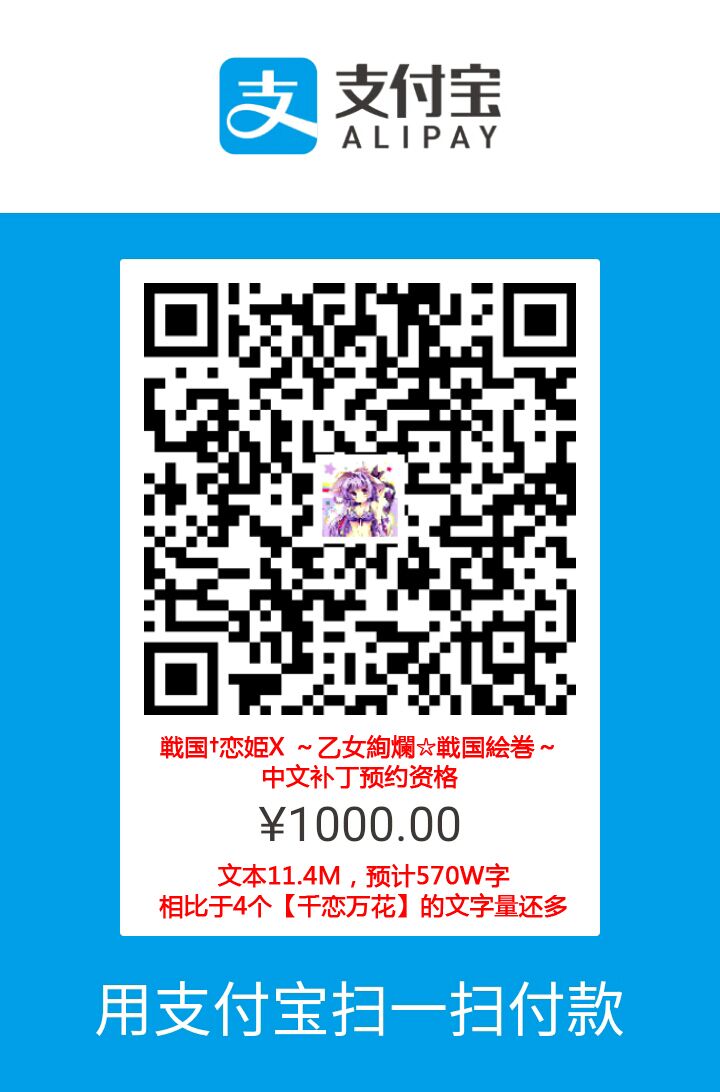 支付宝
ALIPAY
戦国†恋姫X ～乙女絢爛☆戦国絵巻～
中文补丁预约资格
¥1000.00
文本11.4M，预计570W字
相比于4个【千恋万花】的文字量还多
用支付宝扫一扫付款